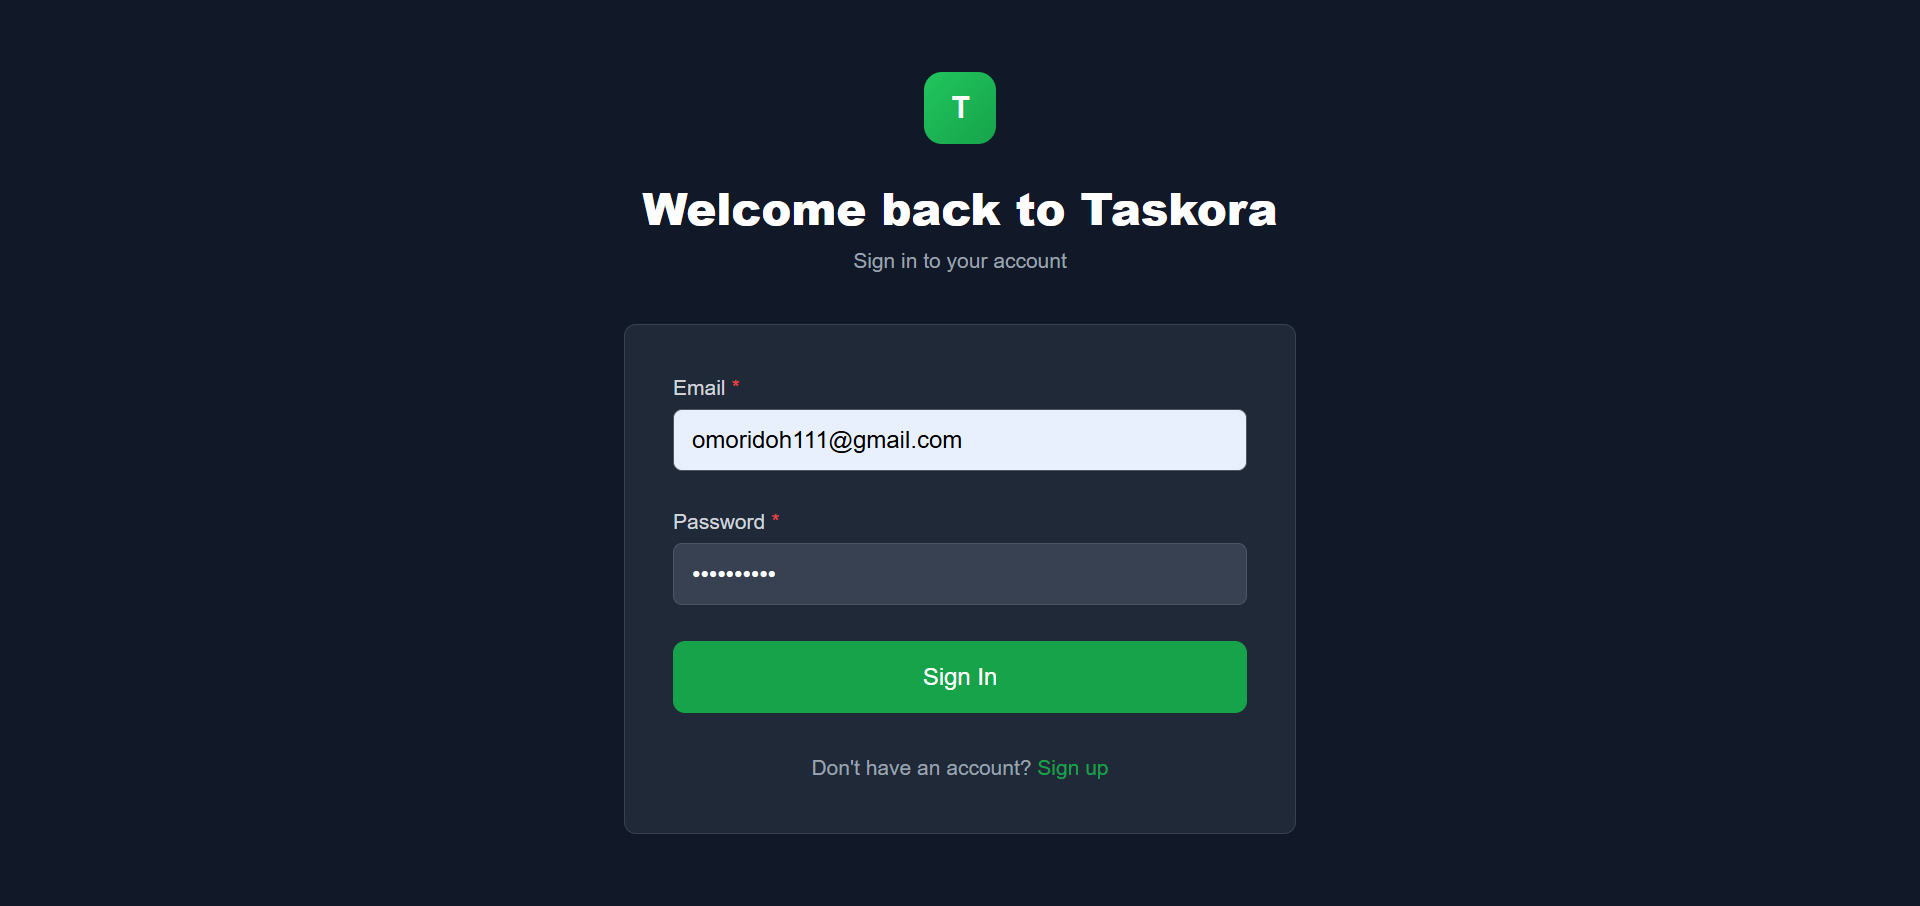 T
Welcome back to Taskora
Sign in to your account
Email *
omoridoh111@gmail.com
Password *
••••••••••
Sign In
Don't have an account? Sign up